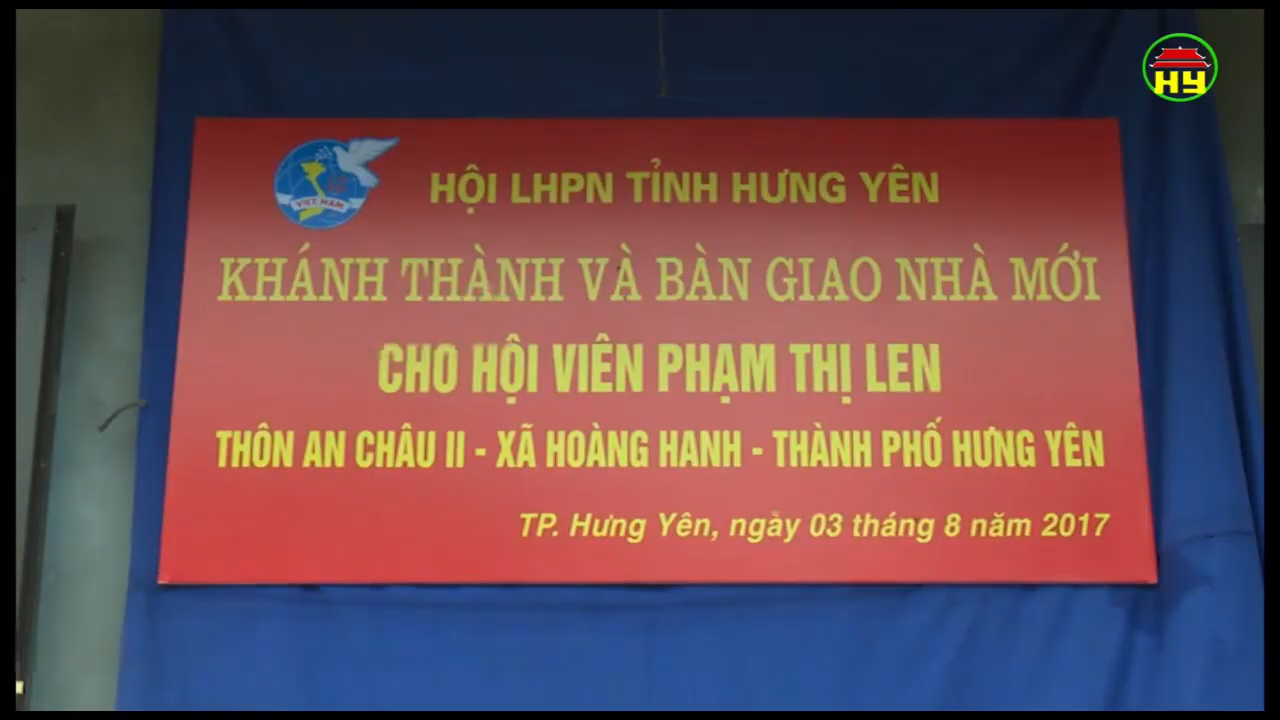 HY
HỘI LHPN TỈNH HƯNG YÊN
VIỆT NAM
KHÁNH THÀNH VÀ BÀN GIAO NHÀ MỚI
CHO HỘI VIÊN PHẠM THỊ LEN
THÔN AN CHÂU II - XÃ HOÀNG HANH - THÀNH PHỐ HƯNG YÊN
TP. Hưng Yên, ngày 03 tháng 8 năm 2017